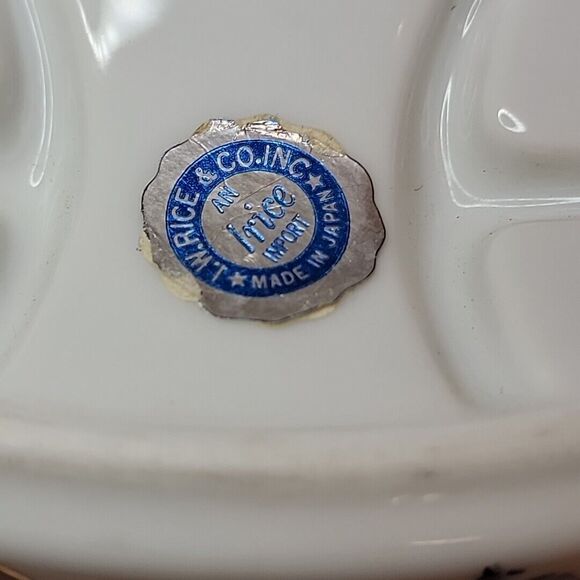 I.W.RICE & CO.INC
★ MADE IN JAPAN ★
AN
Irice
IMPORT